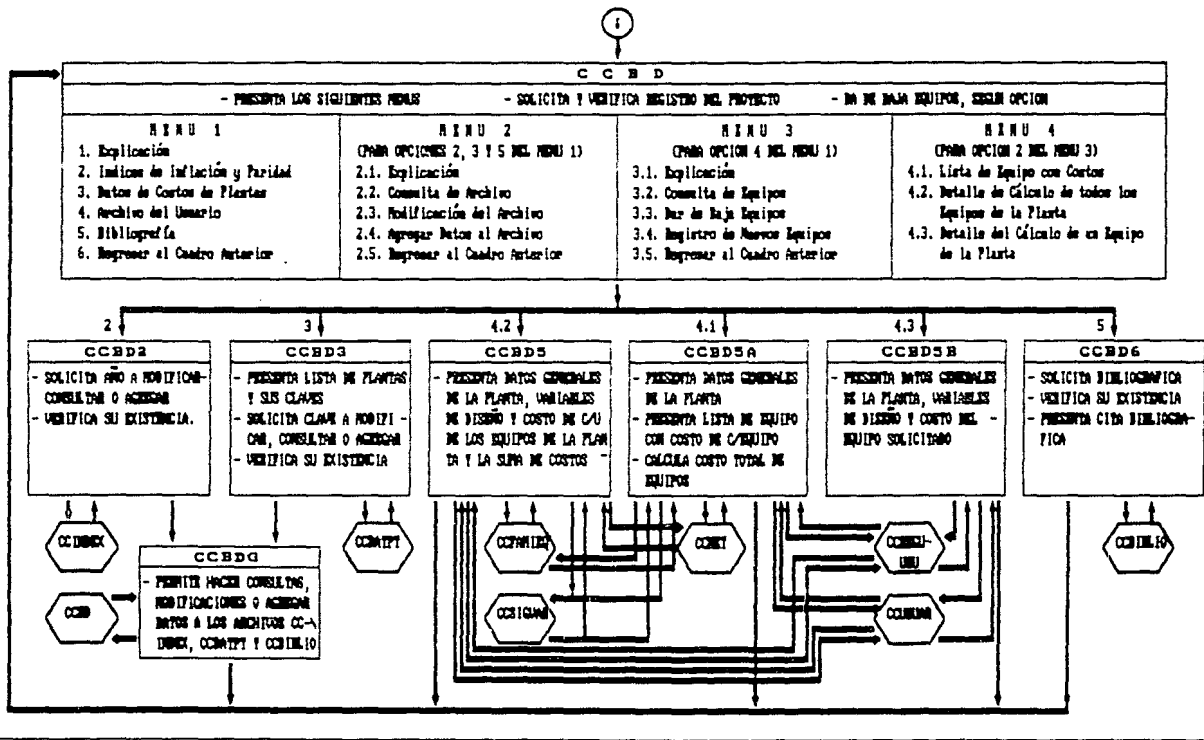 C C B D
- PRESENTA LOS SIGUIENTES MENUS - SOLICITA Y VERIFICA REGISTRO DEL PROYECTO - DA DE BAJA EQUIPOS, SEGUN OPCION
M E N U 1
1. Explicación
2. Indices de Inflación y Paridad
3. Datos de Costos de Plantas
4. Archivo del Usuario
5. Bibliografía
6. Regresar al Cuadro Anterior
M E N U 2
(PARA OPCIONES 2, 3 Y 5 DEL MENU 1)
2.1. Explicación
2.2. Consulta de Archivo
2.3. Modificación del Archivo
2.4. Agregar Datos al Archivo
2.5. Regresar al Cuadro Anterior
M E N U 3
(PARA OPCION 4 DEL MENU 1)
3.1. Explicación
3.2. Consulta de Equipos
3.3. Dar de Baja Equipos
3.4. Registro de Nuevos Equipos
3.5. Regresar al Cuadro Anterior
M E N U 4
(PARA OPCION 2 DEL MENU 3)
4.1. Lista de Equipo con Costos
4.2. Detalle de Cálculo de todos los
Equipos de la Planta
4.3. Detalle del Cálculo de un Equipo
de la Planta
2
CCBD2
- SOLICITA AÑO A MODIFICAR-
CONSULTAR O AGREGAR
- VERIFICA SU EXISTENCIA.
3
CCBD3
- PRESENTA LISTA DE PLANTAS
Y SUS CLAVES
- SOLICITA CLAVE A MODIFI -
CAR, CONSULTAR O AGREGAR
- VERIFICA SU EXISTENCIA
4.2
CCBD5
- PRESENTA DATOS GENERALES
DE LA PLANTA, VARIABLES
DE DISEÑO Y COSTO DE C/U
DE LOS EQUIPOS DE LA PLAN
TA Y LA SUMA DE COSTOS -
4.1
CCBD5A
- PRESENTA DATOS GENERALES
DE LA PLANTA
- PRESENTA LISTA DE EQUIPO
CON COSTO DE C/EQUIPO
- CALCULA COSTO TOTAL DE
EQUIPOS
4.3
CCBD5B
- PRESENTA DATOS GENERALES
DE LA PLANTA, VARIABLES
DE DISEÑO Y COSTO DEL -
EQUIPO SOLICITADO
5
CCBD6
- SOLICITA BIBLIOGRAFICA
- VERIFICA SU EXISTENCIA
- PRESENTA CITA BIBLIOGRA-
FICA
CCINDEX
CCDATPT
CCFAMIEQ
CCBIBLIO
CCBDG
- PERMITE HACER CONSULTAS,
MODIFICACIONES O AGREGAR
DATOS A LOS ARCHIVOS CC-
INDEX, CCDATPT Y CCBIBLIO